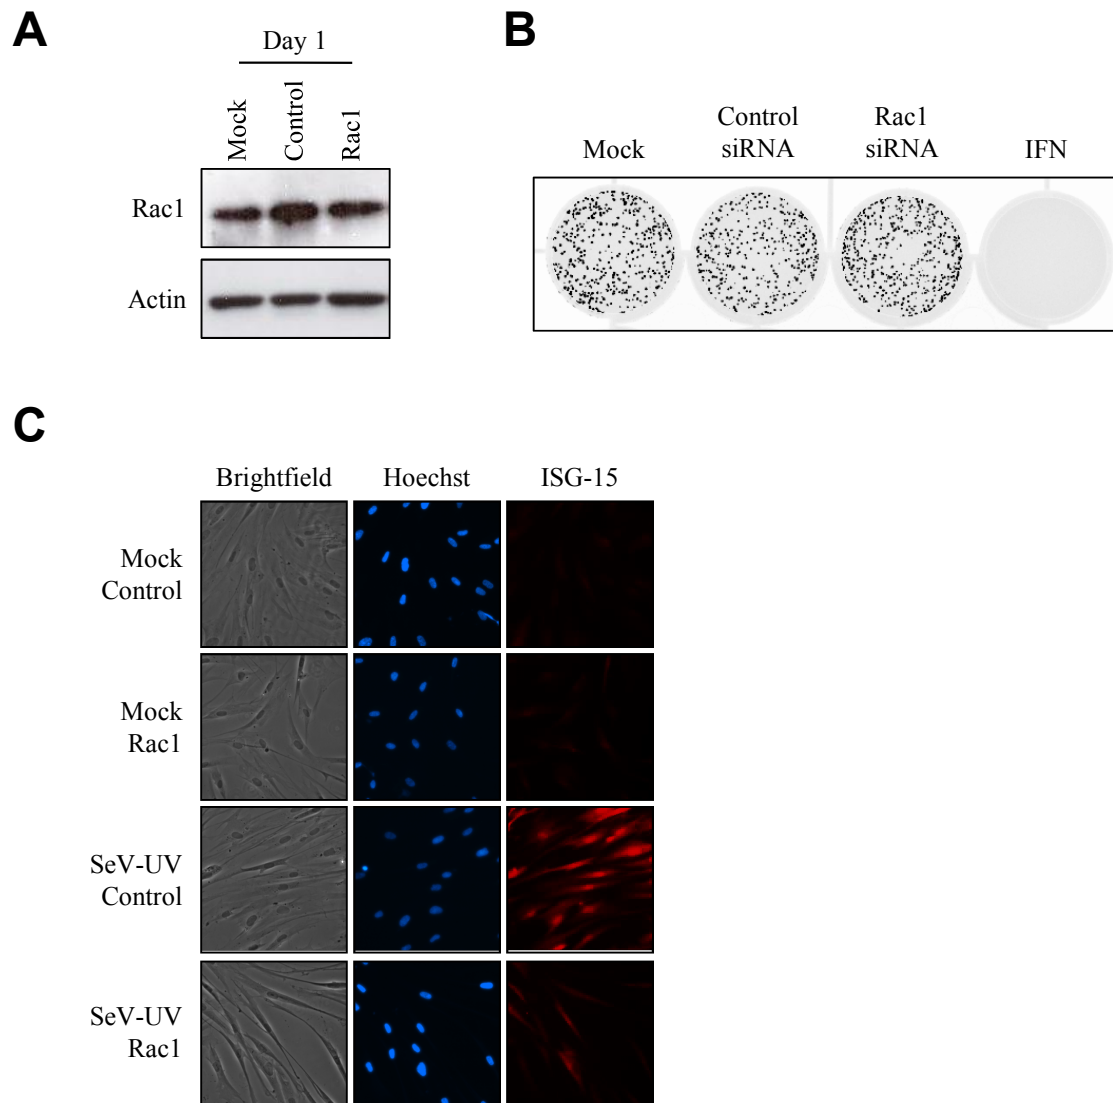 A
Day 1
Mock
Control
Rac1
Rac1
Actin
B
Mock
Control
siRNA
Rac1
siRNA
IFN
C
Brightfield
Hoechst
ISG-15
Mock
Control
Mock
Rac1
SeV-UV
Control
SeV-UV
Rac1